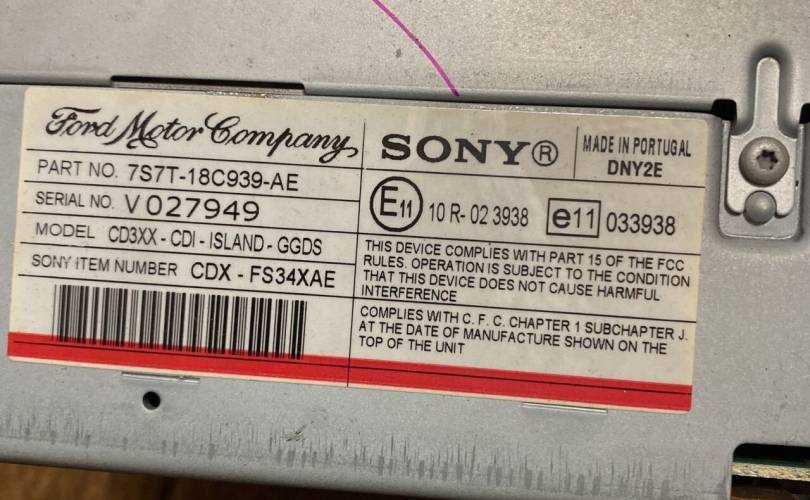 Ford Motor Company
PART NO. 7S7T-18C939-AE
SERIAL NO. V027949
MODEL CD3XX - CDI - ISLAND - GGDS
SONY ITEM NUMBER CDX - FS34XAE
SONY®
MADE IN PORTUGAL
DNY2E
E11 10 R- 02 3938 e11 033938
THIS DEVICE COMPLIES WITH PART 15 OF THE FCC
RULES. OPERATION IS SUBJECT TO THE CONDITION
THAT THIS DEVICE DOES NOT CAUSE HARMFUL
INTERFERENCE
COMPLIES WITH C. F. C. CHAPTER 1 SUBCHAPTER J.
AT THE DATE OF MANUFACTURE SHOWN ON THE
TOP OF THE UNIT